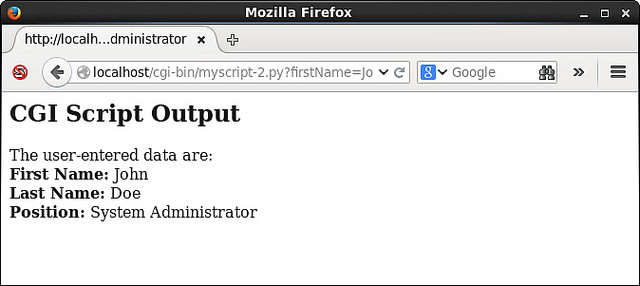 Mozilla Firefox
http://localh...dministrator
localhost/cgi-bin/myscript-2.py?firstName=Jo
Google
CGI Script Output
The user-entered data are:
First Name: John
Last Name: Doe
Position: System Administrator